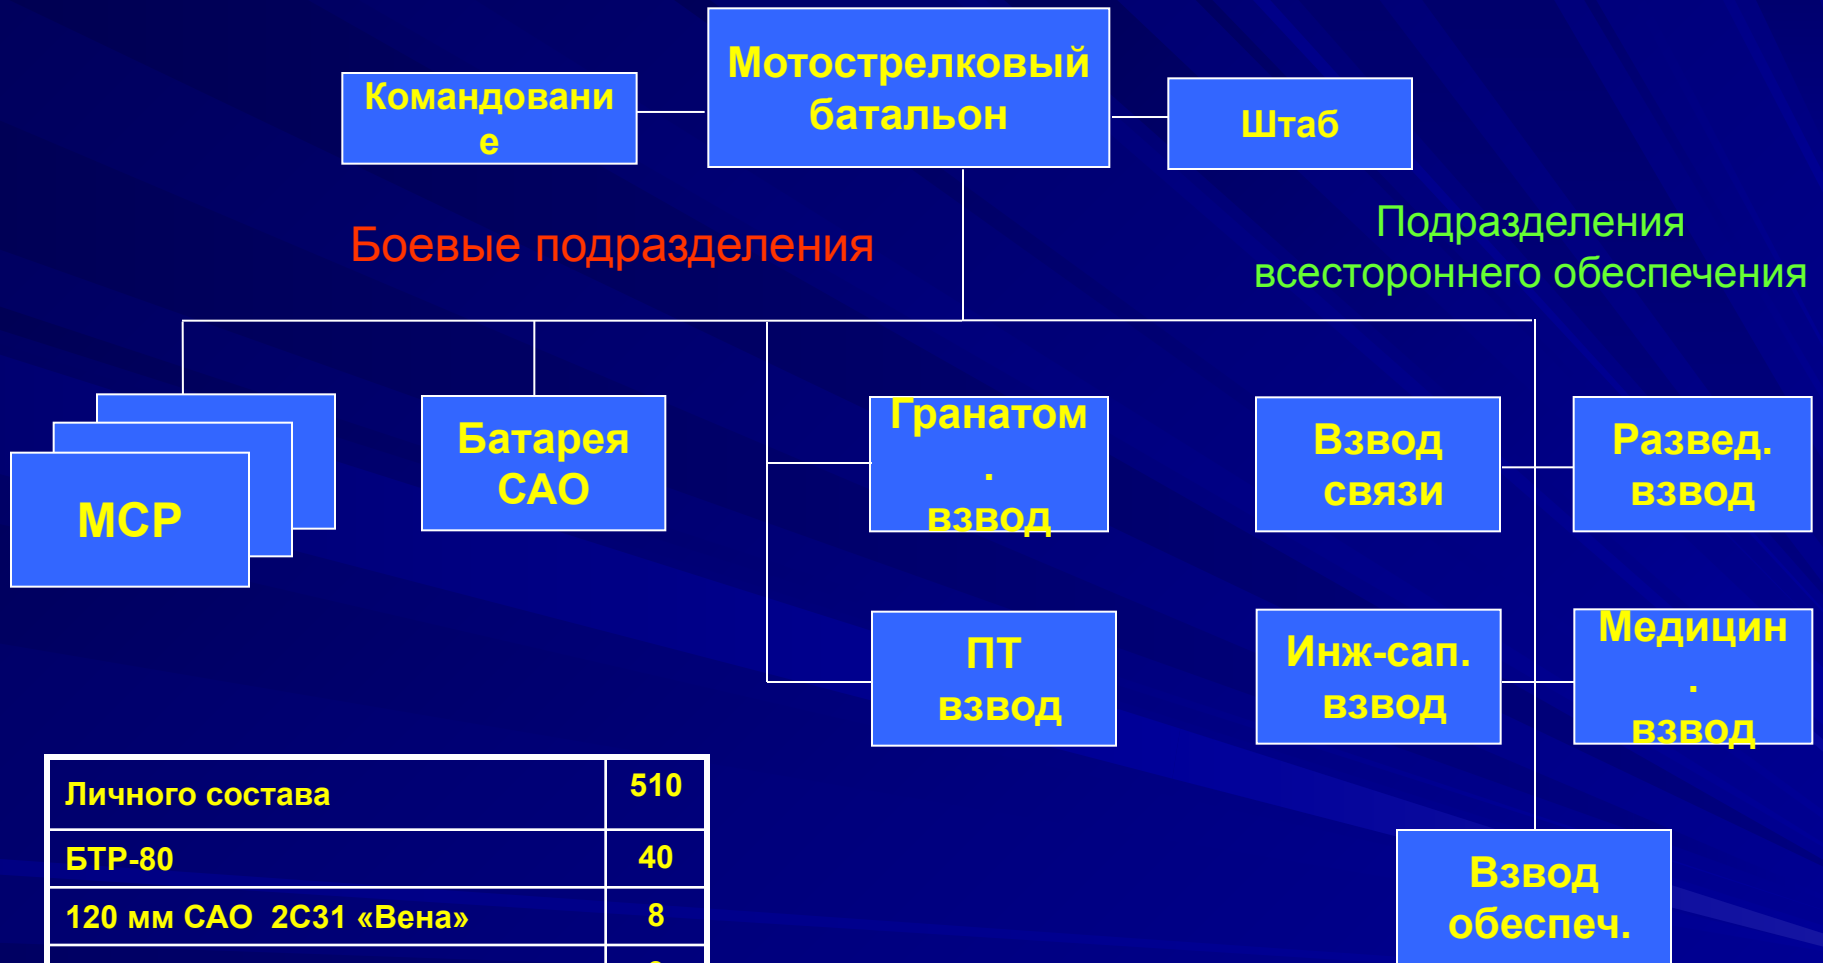 Мотострелковый
батальон
Командовани
е
Штаб
Боевые подразделения
Подразделения
всестороннего обеспечения
МСР
Батарея
САО
Гранатом
.
взвод
Взвод
связи
Развед.
взвод
ПТ
взвод
Инж-сап.
взвод
Медицин
.
взвод
Взвод
обеспеч.
Личного состава 510
БТР-80 40
120 мм САО 2С31 «Вена» 8